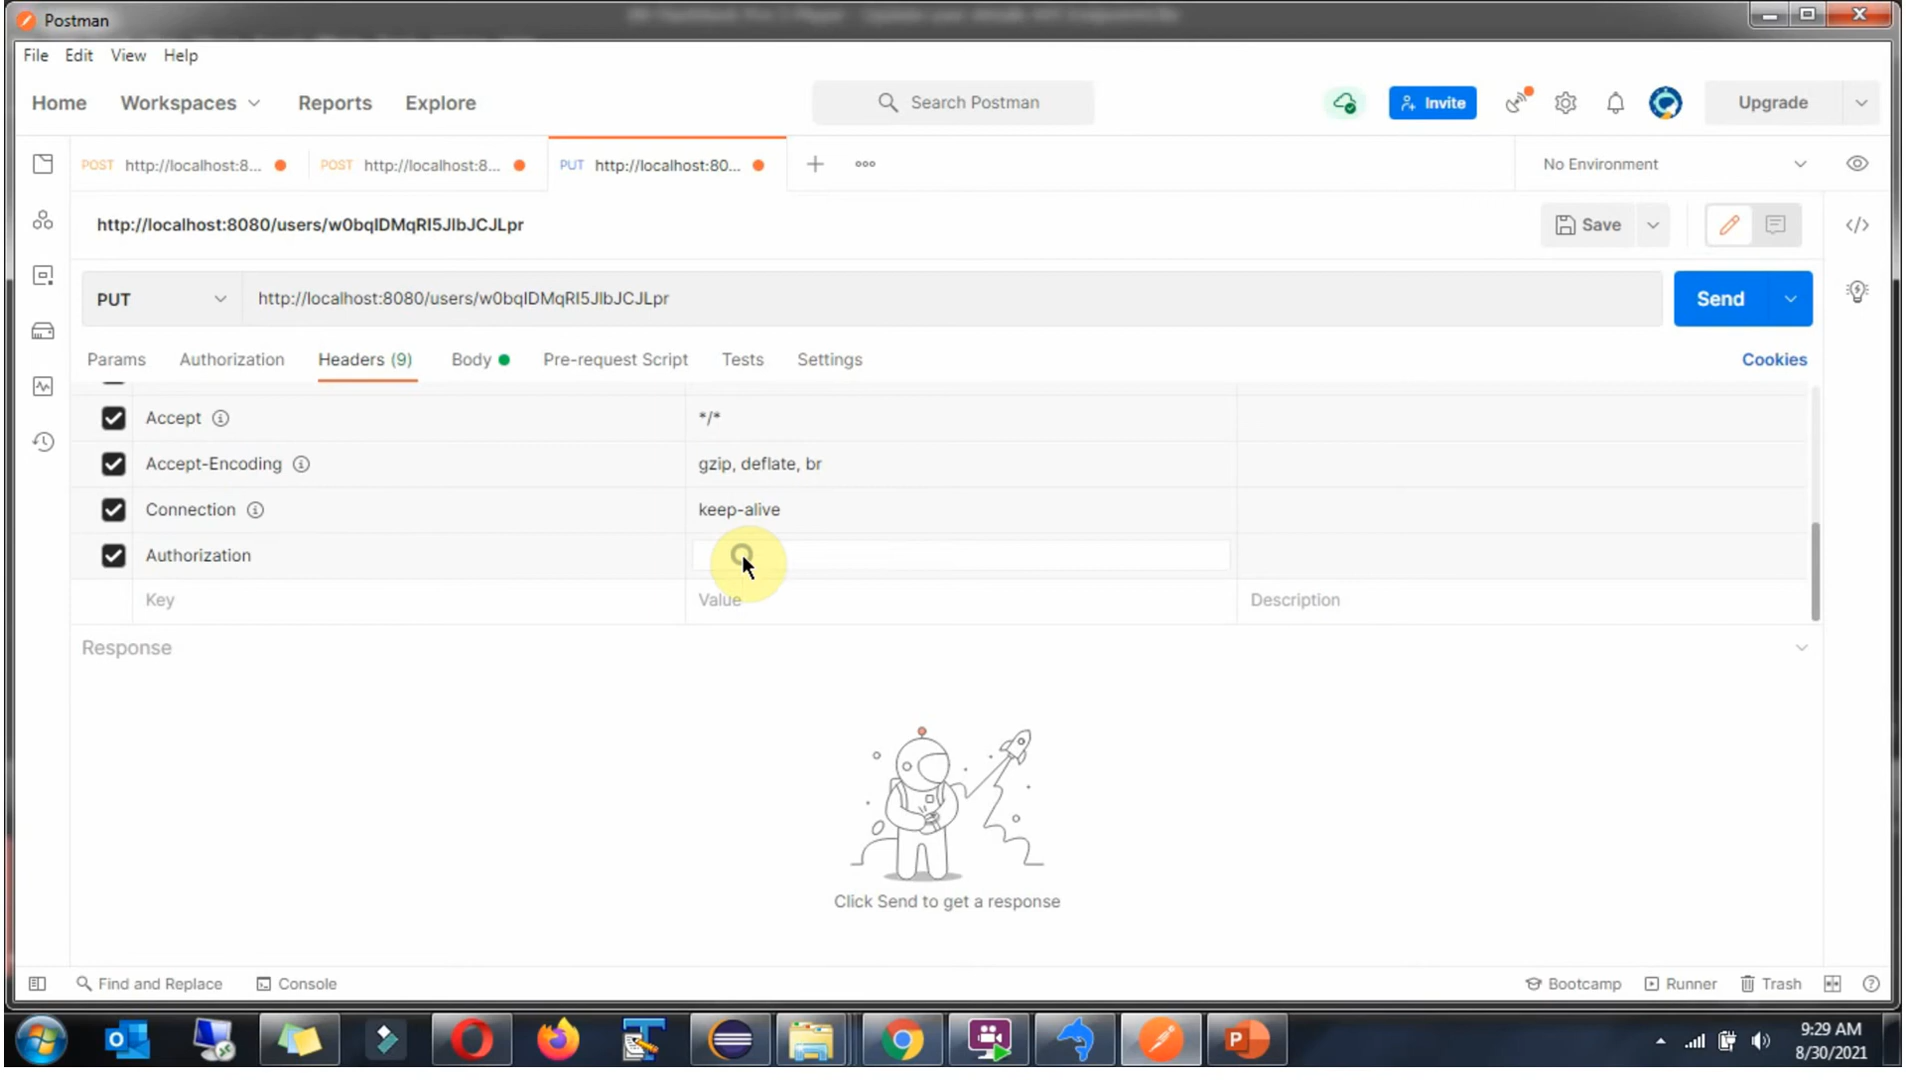 Postman
File Edit View Help
Home Workspaces Reports Explore Search Postman Invite Upgrade
POST http://localhost:8... POST http://localhost:8... PUT http://localhost:80... No Environment
http://localhost:8080/users/w0bqIDMqRI5JlbJCJLpr Save
PUT http://localhost:8080/users/w0bqIDMqRI5JlbJCJLpr Send
Params Authorization Headers (9) Body Pre-request Script Tests Settings Cookies
Accept */*
Accept-Encoding gzip, deflate, br
Connection keep-alive
Authorization
Key Value Description
Response
Click Send to get a response
Find and Replace Console Bootcamp Runner Trash
9:29 AM
8/30/2021